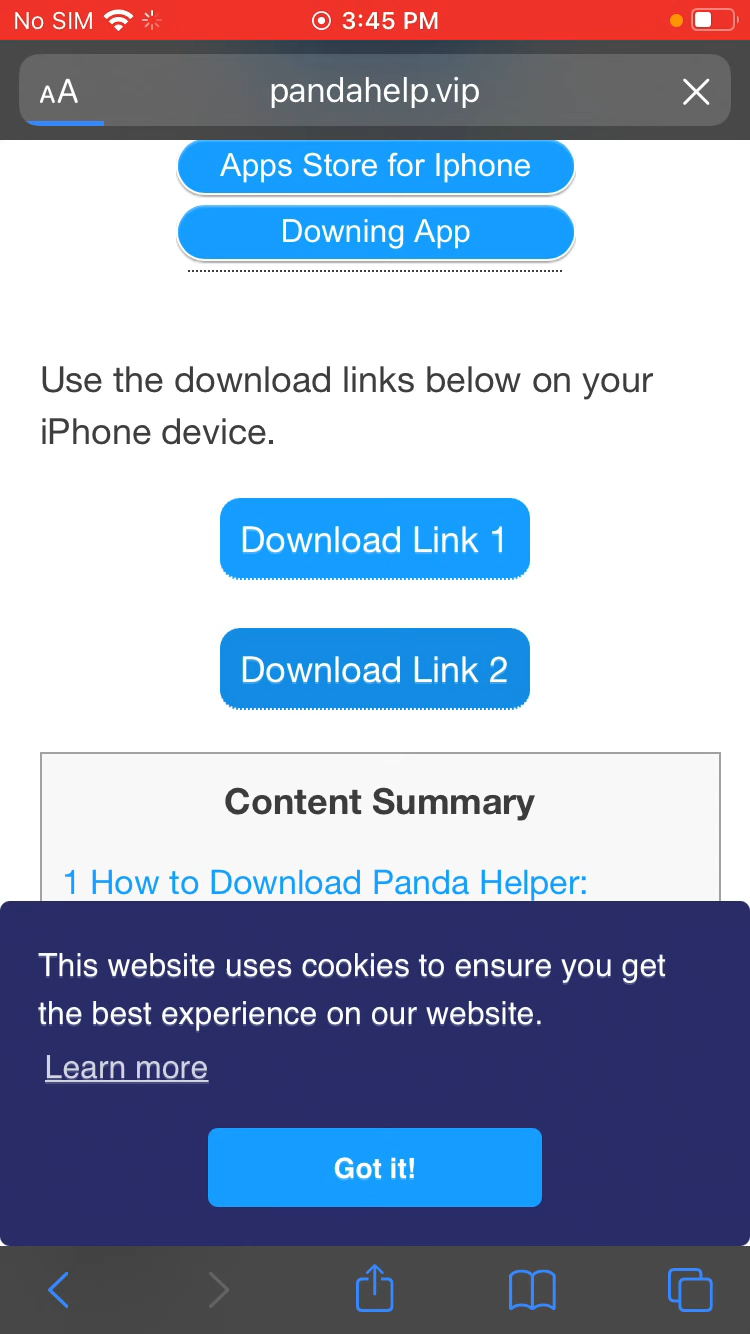 No SIM 3:45 PM
AA pandahelp.vip
Apps Store for Iphone
Downing App
Use the download links below on your
iPhone device.
Download Link 1
Download Link 2
Content Summary
1 How to Download Panda Helper:
This website uses cookies to ensure you get
the best experience on our website.
Learn more
Got it!